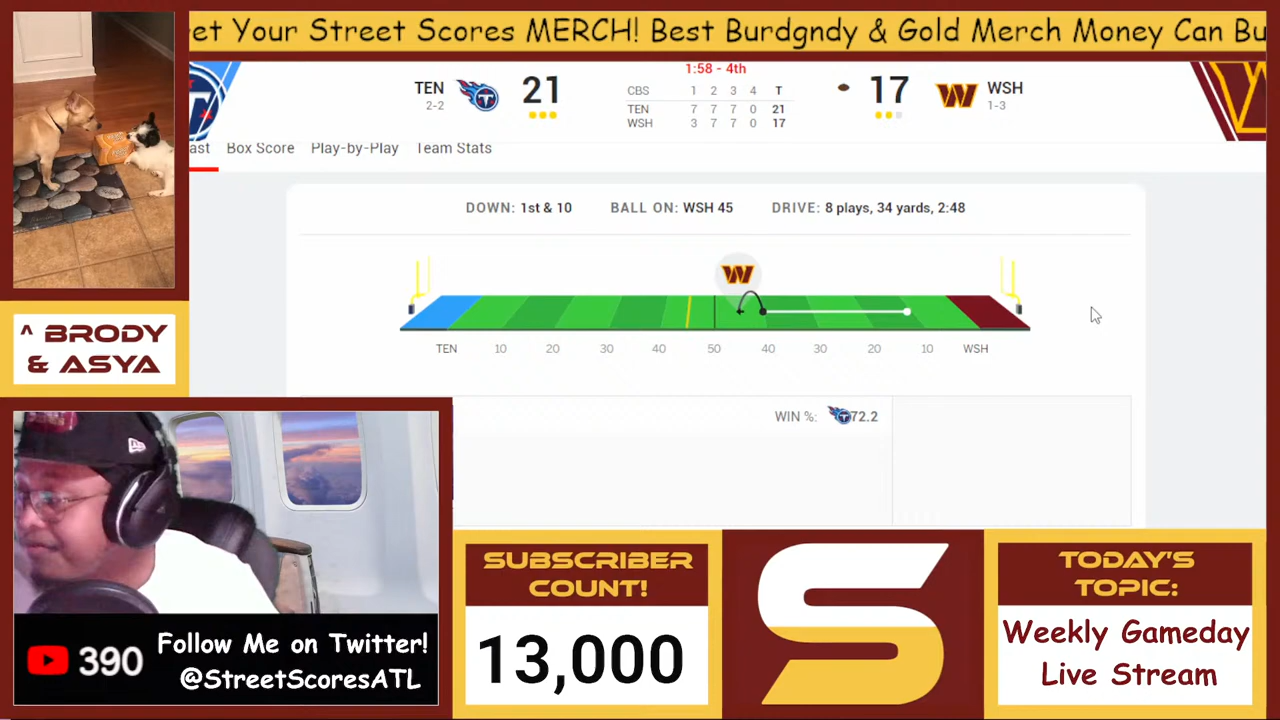 et Your Street Scores MERCH! Best Burdgndy & Gold Merch Money Can Bu
TEN
2-2
21
1:58 - 4th
CBS 1 2 3 4 T
TEN 7 7 7 0 21
WSH 3 7 7 0 17
17
WSH
1-3
ast Box Score Play-by-Play Team Stats
DOWN: 1st & 10 BALL ON: WSH 45 DRIVE: 8 plays, 34 yards, 2:48
W
TEN 10 20 30 40 50 40 30 20 10 WSH
WIN %: 72.2
^ BRODY
& ASYA
390
Follow Me on Twitter!
@StreetScoresATL
SUBSCRIBER
COUNT!
13,000
S
TODAY'S
TOPIC:
Weekly Gameday
Live Stream